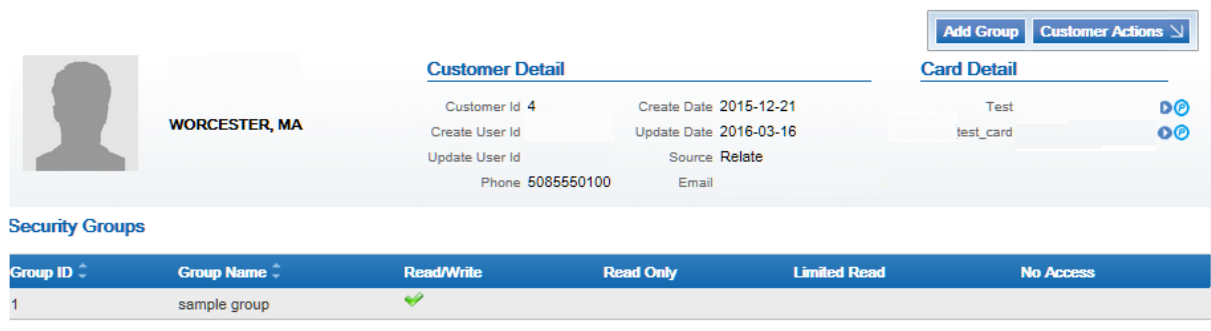 Add Group Customer Actions
Customer Detail Card Detail
Customer Id 4 Create Date 2015-12-21 Test
WORCESTER, MA Create User Id Update Date 2016-03-16 test_card
Update User Id Source Relate
Phone 5085550100 Email
Security Groups
Group ID Group Name Read/Write Read Only Limited Read No Access
1 sample group